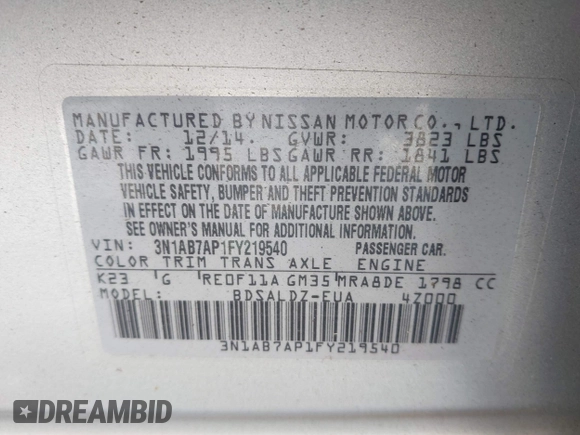 MANUFACTURED BY NISSAN MOTOR CO., LTD.
DATE: 12/14. GVWR: 3823 LBS
GAWR FR: 1995 LBS GAWR RR: 1841 LBS
THIS VEHICLE CONFORMS TO ALL APPLICABLE FEDERAL MOTOR
VEHICLE SAFETY, BUMPER AND THEFT PREVENTION STANDARDS
IN EFFECT ON THE DATE OF MANUFACTURE SHOWN ABOVE.
SEE OWNER'S MANUAL FOR ADDITIONAL INFORMATION.
VIN: 3N1AB7AP1FY219540 PASSENGER CAR.
COLOR TRIM TRANS AXLE ENGINE
K23 G RE0F11A GM35 MRA8DE 1798 CC
MODEL: BDSALDZ-EUA 4Z000
3N1AB7AP1FY219540
DREAMBID